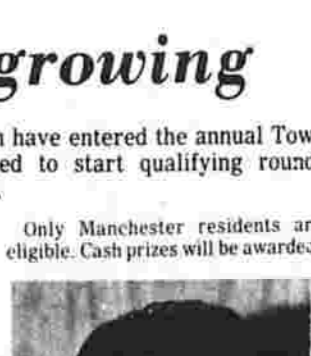 growing
have entered the annual Tow
ed to start qualifying round
Only Manchester residents ar
eligible. Cash prizes will be awarded